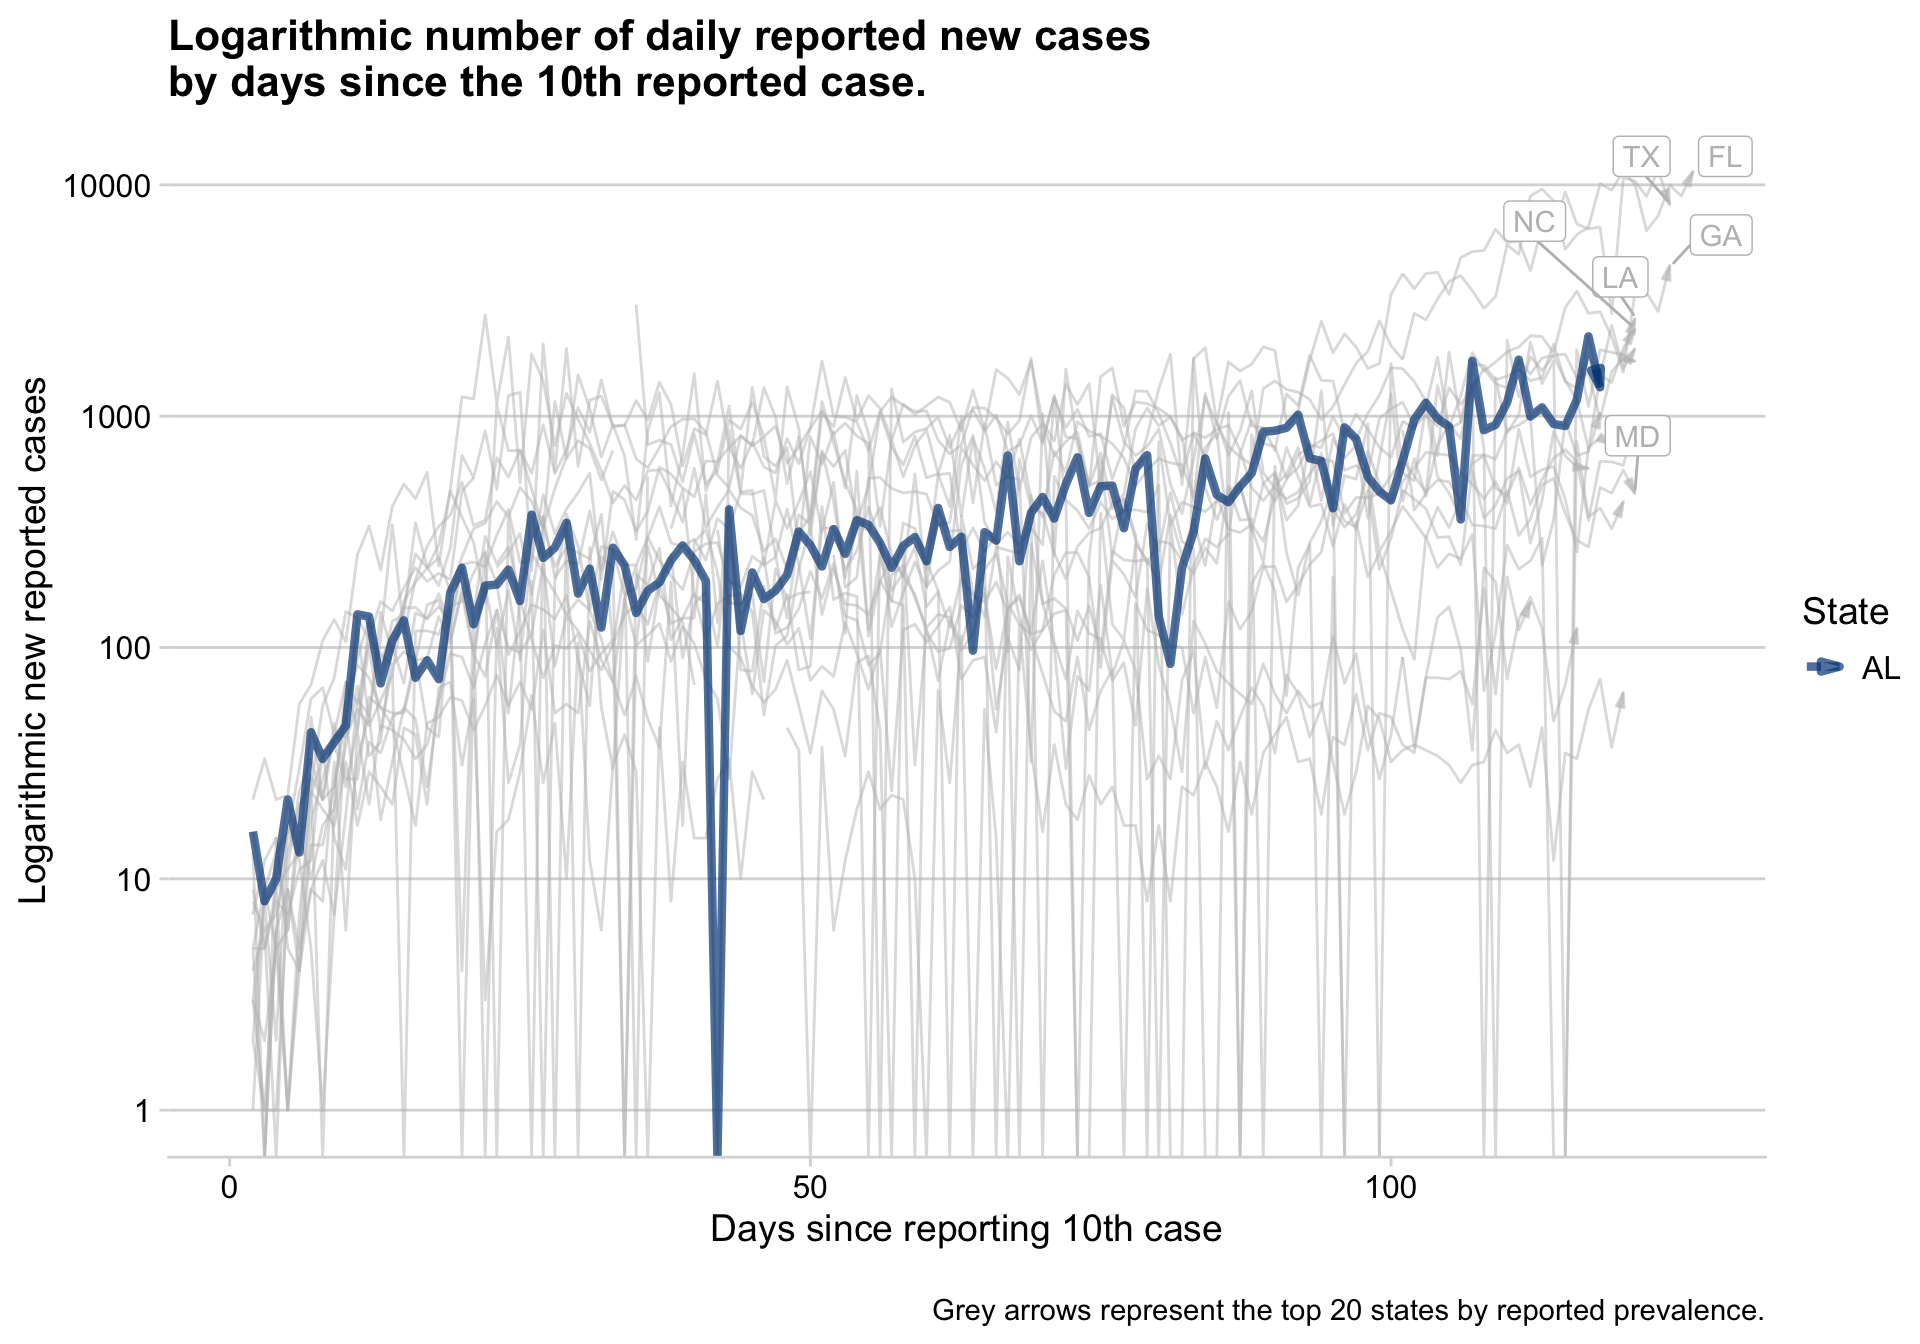 Logarithmic number of daily reported new cases
by days since the 10th reported case.
TX
FL
10000
NC
GA
LA
1000
MD
Logarithmic new reported cases
State
100
AL
10
1
0
50
100
Days since reporting 10th case
Grey arrows represent the top 20 states by reported prevalence.